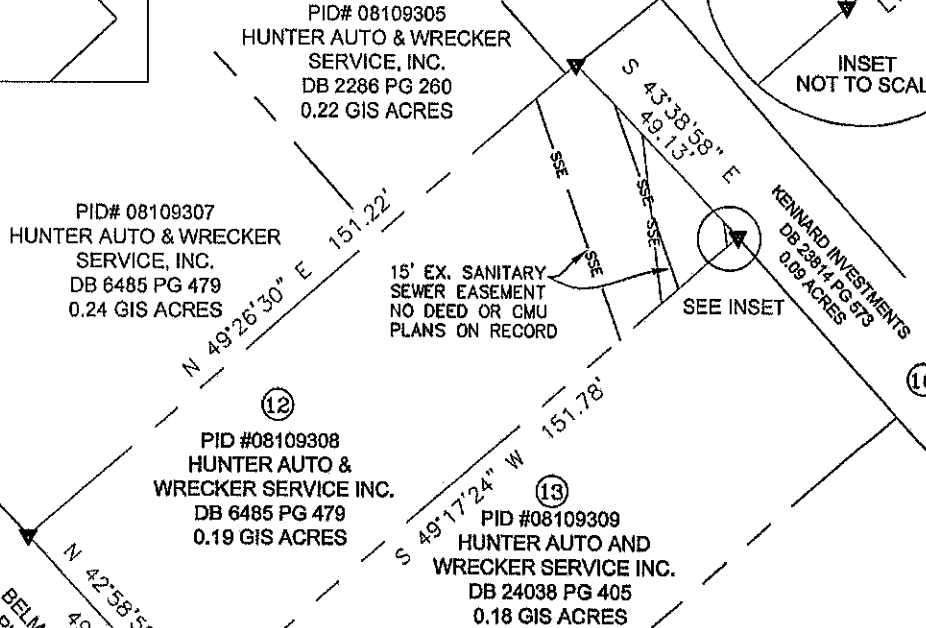 PID# 08109305
HUNTER AUTO & WRECKER
SERVICE, INC.
DB 2286 PG 260
0.22 GIS ACRES
INSET
S 43°38'58" E
49.13'
PID# 08109307
HUNTER AUTO & WRECKER
SERVICE, INC.
DB 6485 PG 479
0.24 GIS ACRES
N 49°26'30" E 151.22'
SSE
SSE
SSE
SSE
15' EX. SANITARY
SEWER EASEMENT
NO DEED OR CMU
PLANS ON RECORD
SEE INSET
KENNARD INVESTMENTS
DB 23814 PG 573
0.09 ACRES
12
PID #08109308
HUNTER AUTO &
WRECKER SERVICE INC.
DB 6485 PG 479
0.19 GIS ACRES
S 49°17'24" W 151.78'
13
PID #08109309
HUNTER AUTO AND
WRECKER SERVICE INC.
DB 24038 PG 405
0.18 GIS ACRES
NOT TO SCAL
N 42°58'5
BELM